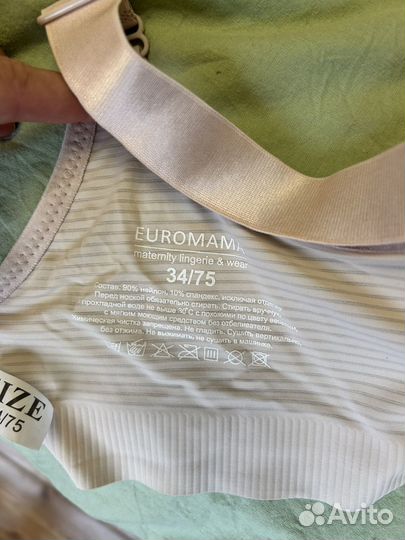 EUROMAMA
maternity lingerie & wear
34/75
Состав: 90% нейлон, 10% спандекс, исключая
Перед ноской обязательно стирать. Стирать вручную
прохладной воде не выше 30°С с похожими по цвету вещами,
с мягким моющим средством без отбеливателя.
Химическая чистка запрещена. Не гладить. Сушить вертикально,
без отжима. Не выжимать, не сушить в машинке.
IZE
/75
Avito